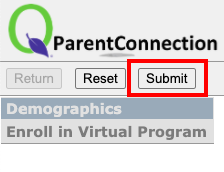 ParentConnection
Return Reset Submit
Demographics
Enroll in Virtual Program